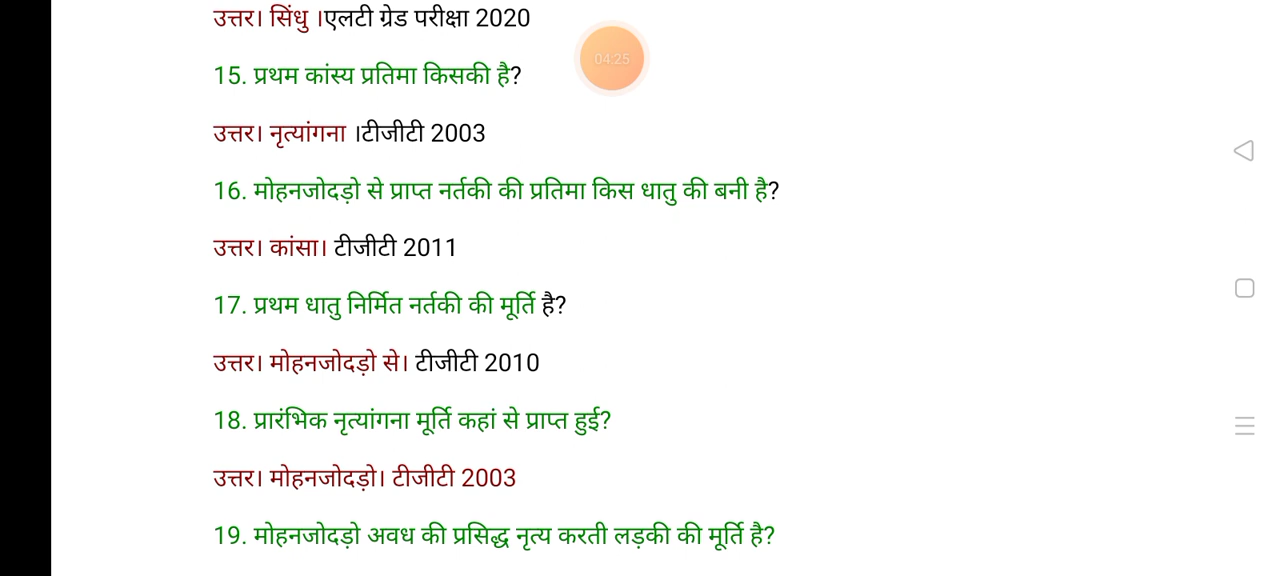 उत्तर। सिंधु ।एलटी ग्रेड परीक्षा 2020
04:25
15. प्रथम कांस्य प्रतिमा किसकी है?
उत्तर। नृत्यांगना ।टीजीटी 2003
16. मोहनजोदड़ो से प्राप्त नर्तकी की प्रतिमा किस धातु की बनी है?
उत्तर। कांसा। टीजीटी 2011
17. प्रथम धातु निर्मित नर्तकी की मूर्ति है?
उत्तर। मोहनजोदड़ो से। टीजीटी 2010
18. प्रारंभिक नृत्यांगना मूर्ति कहां से प्राप्त हुई?
उत्तर। मोहनजोदड़ो। टीजीटी 2003
19. मोहनजोदड़ो अवध की प्रसिद्ध नृत्य करती लड़की की मूर्ति है?